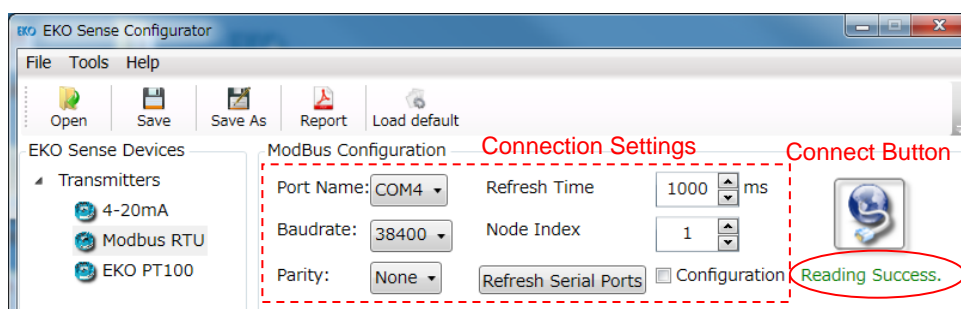 EKO EKO Sense Configurator
File Tools Help
Open Save Save As Report Load default
EKO Sense Devices
Transmitters
4-20mA
Modbus RTU
EKO PT100
ModBus Configuration
Connection Settings
Connect Button
Port Name: COM4
Refresh Time 1000 ms
Baudrate: 38400
Node Index 1
Parity: None
Refresh Serial Ports
Configuration
Reading Success.